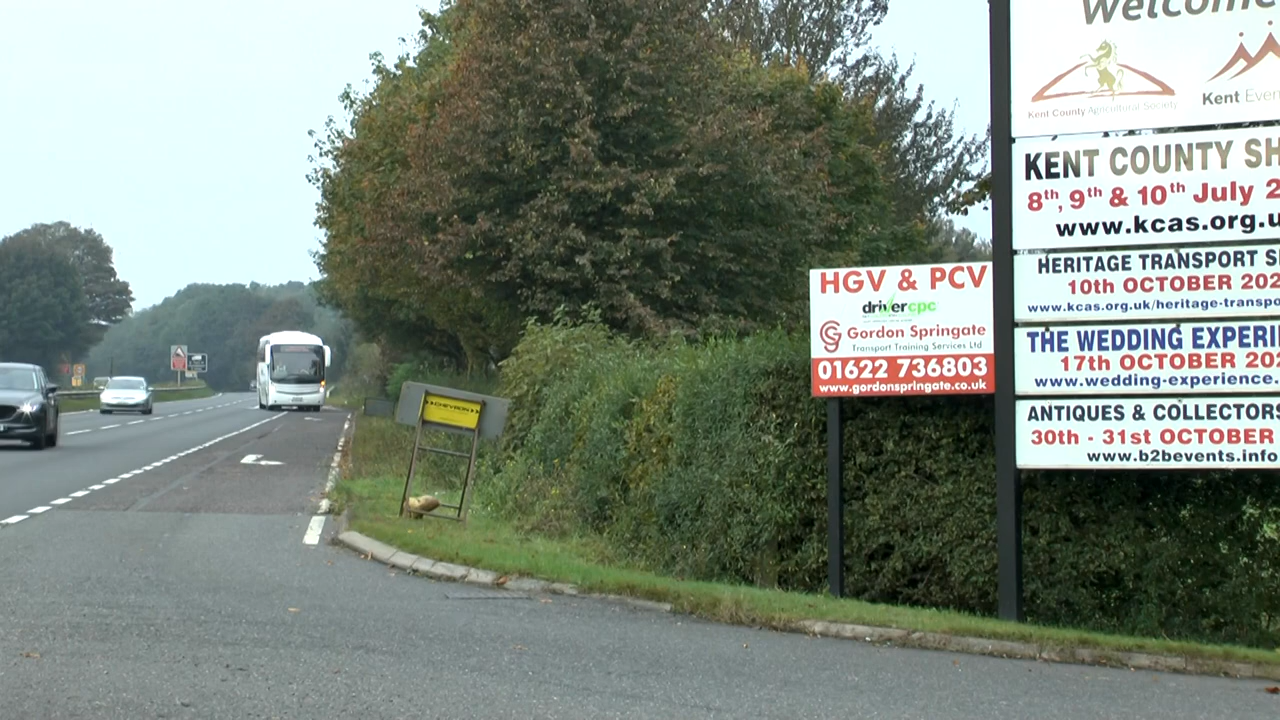 Welcome
Kent County Agricultural Society
Kent Even
KENT COUNTY SH
8th, 9th & 10th July 2
www.kcas.org.u
HERITAGE TRANSPORT S
10th OCTOBER 202
www.kcas.org.uk/heritage-transpo
THE WEDDING EXPERI
17th OCTOBER 202
www.wedding-experience.
ANTIQUES & COLLECTORS
30th - 31st OCTOBER
www.b2bevents.info
HGV & PCV
drivercpc
Gordon Springate
Transport Training Services Ltd
01622 736803
www.gordonspringate.co.uk
CHEVRON